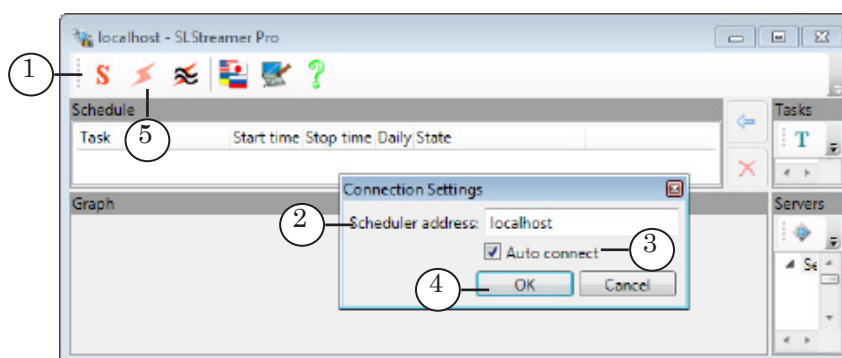 localhost - SLStreamer Pro
1
S
?
5
Schedule
Tasks
Task Start time Stop time Daily State
T
Graph
Servers
Connection Settings
2
Scheduler address: localhost
Auto connect
3
4
OK Cancel
Se